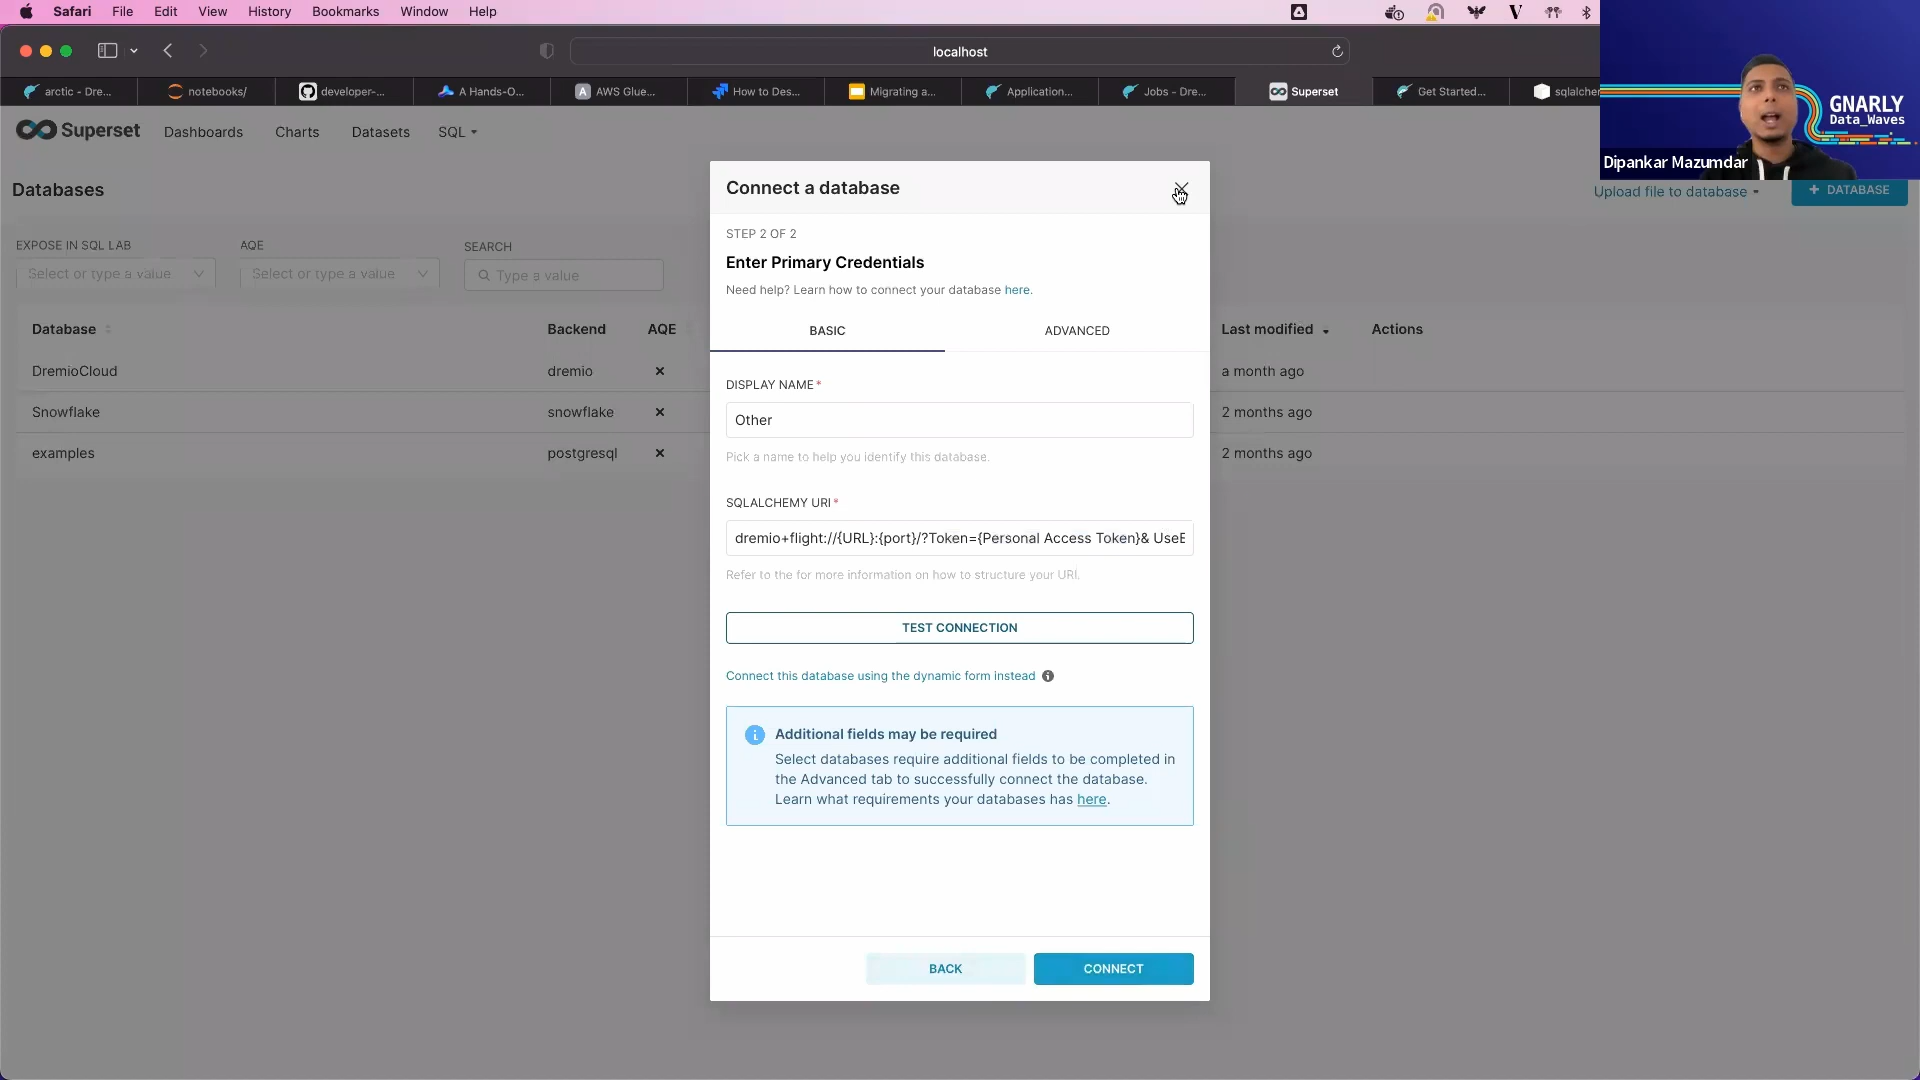 Safari File Edit View History Bookmarks Window Help
localhost
arctic - Dre... notebooks/ developer-... A Hands-O... AWS Glue... How to Des... Migrating a... Application... Jobs - Dre... Superset Get Started... sqlalche
GNARLY
Data_Waves
Dipankar Mazumdar
Superset Dashboards Charts Datasets SQL
Databases
Upload file to database
+ DATABASE
EXPOSE IN SQL LAB AQE SEARCH
Select or type a value Select or type a value Type a value
Database Backend AQE Last modified Actions
DremioCloud dremio a month ago
Snowflake snowflake 2 months ago
examples postgresql 2 months ago
Connect a database
STEP 2 OF 2
Enter Primary Credentials
Need help? Learn how to connect your database here.
BASIC ADVANCED
DISPLAY NAME*
Other
Pick a name to help you identify this database.
SQLALCHEMY URI*
dremio+flight://{URL}:{port}/?Token={Personal Access Token}& UseE
Refer to the for more information on how to structure your URI.
TEST CONNECTION
Connect this database using the dynamic form instead
Additional fields may be required
Select databases require additional fields to be completed in
the Advanced tab to successfully connect the database.
Learn what requirements your databases has here.
BACK CONNECT